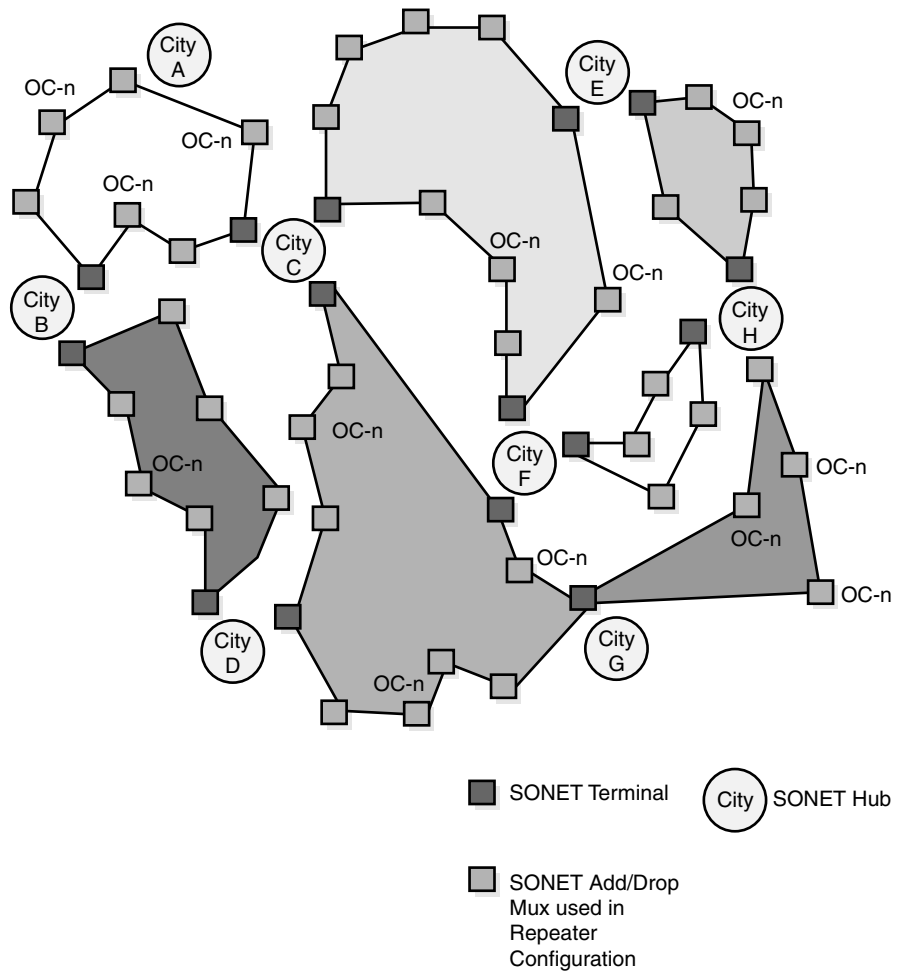 City
A
OC-n
OC-n
OC-n
City
B
City
C
City
E
OC-n
OC-n
OC-n
City
H
OC-n
OC-n
City
F
OC-n
OC-n
OC-n
OC-n
City
D
City
G
OC-n
SONET Terminal
City
SONET Hub
SONET Add/Drop
Mux used in
Repeater
Configuration